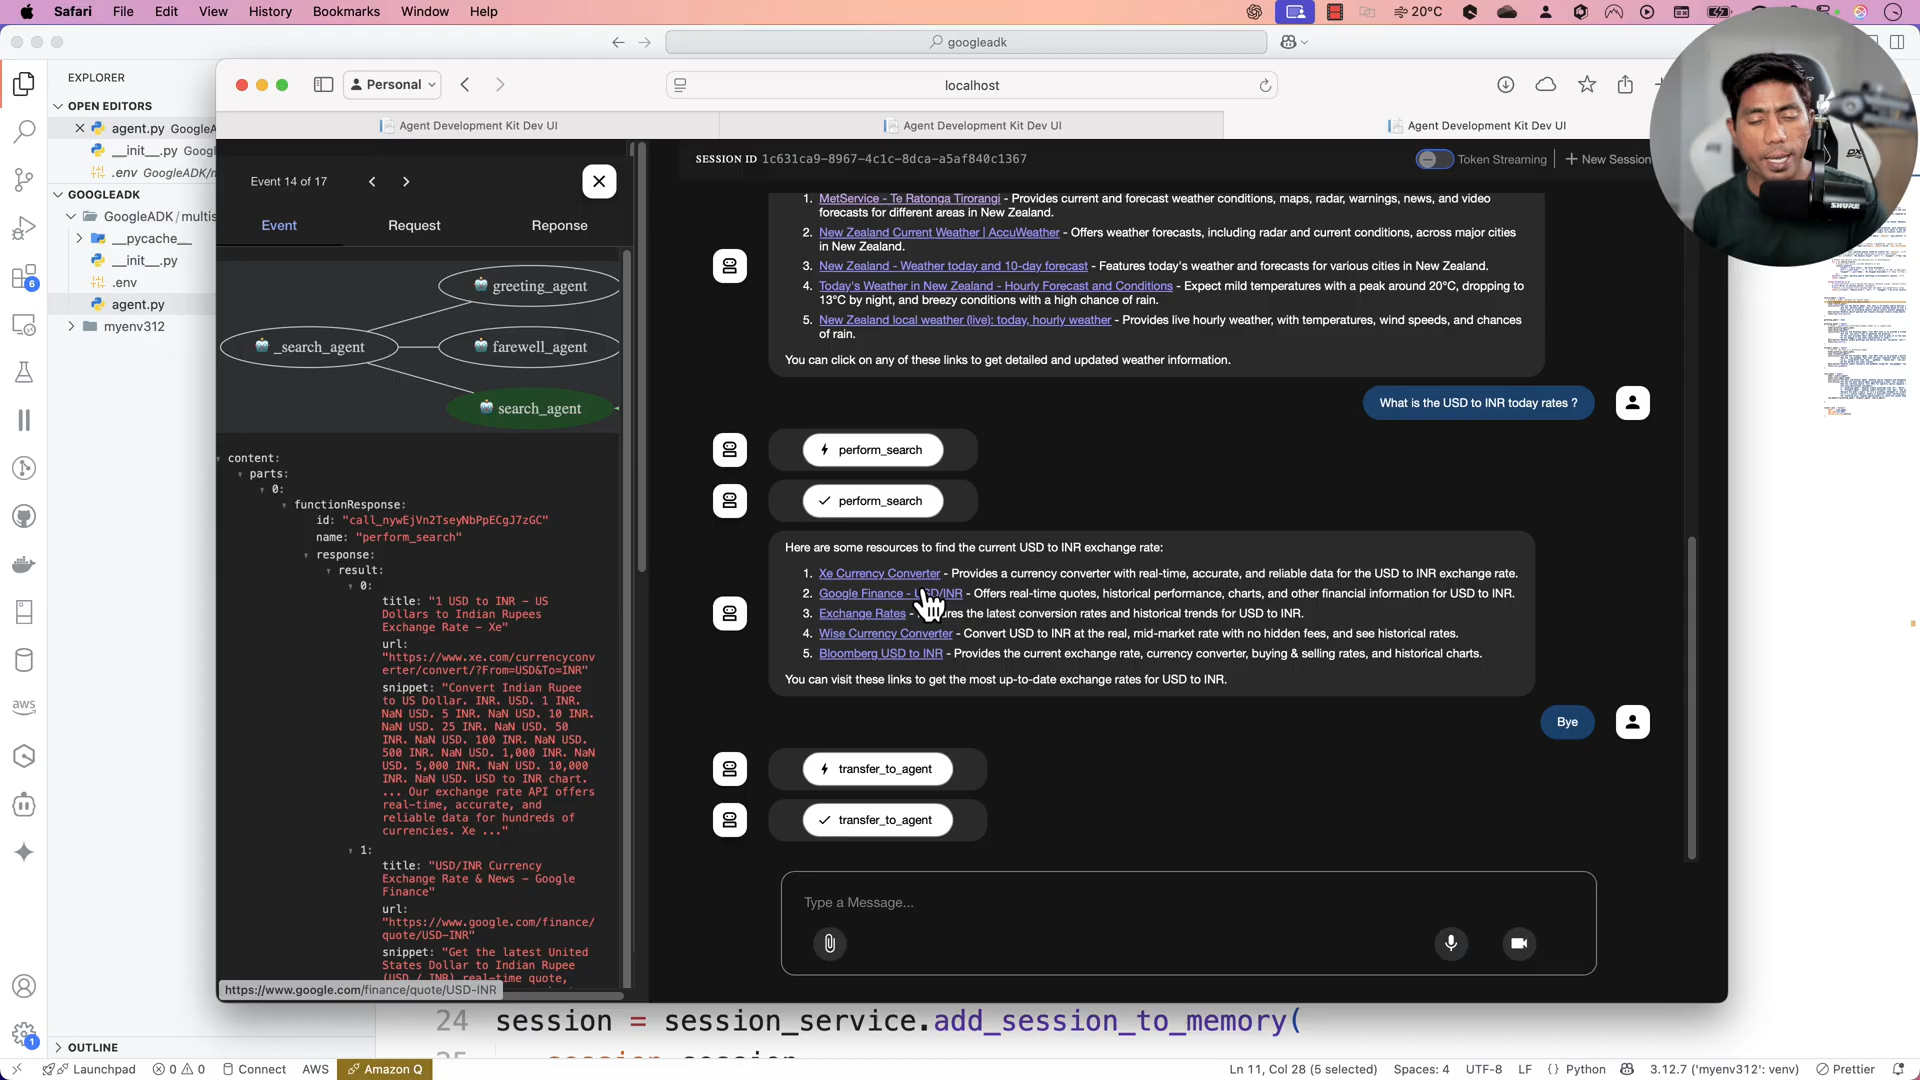 Safari File Edit View History Bookmarks Window Help 20°C
googleadk
EXPLORER
OPEN EDITORS
agent.py GoogleA
__init__.py Googl
.env GoogleADK/m
GOOGLEADK
GoogleADK/multis
__pycache__
__init__.py
.env
agent.py
myenv312
6
aws
1
OUTLINE
Personal
localhost
Agent Development Kit Dev UI
Agent Development Kit Dev UI
Agent Development Kit Dev UI
Event 14 of 17
Event Request Reponse
greeting_agent
_search_agent
farewell_agent
search_agent
content:
parts:
0:
functionResponse:
id: "call_nywEjVn2TseyNbPpECgJ7zGC"
name: "perform_search"
response:
result:
0:
title: "1 USD to INR – US
Dollars to Indian Rupees
Exchange Rate – Xe"
url:
"https://www.xe.com/currencyconv
erter/convert/?From=USD&To=INR"
snippet: "Convert Indian Rupee
to US Dollar. INR. USD. 1 INR.
NaN USD. 5 INR. NaN USD. 10 INR.
NaN USD. 25 INR. NaN USD. 50
INR. NaN USD. 100 INR. NaN USD.
500 INR. NaN USD. 1,000 INR. NaN
USD. 5,000 INR. NaN USD. 10,000
INR. NaN USD. USD to INR chart.
... Our exchange rate API offers
real-time, accurate, and
reliable data for hundreds of
currencies. Xe ..."
1:
title: "USD/INR Currency
Exchange Rate & News – Google
Finance"
url:
"https://www.google.com/finance/
quote/USD-INR"
snippet: "Get the latest United
States Dollar to Indian Rupee
(USD / INR) real-time quote,
https://www.google.com/finance/quote/USD-INR
SESSION ID 1c631ca9-8967-4c1c-8dca-a5af840c1367
Token Streaming
New Session
1. MetService - Te Ratonga Tirorangi - Provides current and forecast weather conditions, maps, radar, warnings, news, and video
forecasts for different areas in New Zealand.
2. New Zealand Current Weather | AccuWeather - Offers weather forecasts, including radar and current conditions, across major cities
in New Zealand.
3. New Zealand - Weather today and 10-day forecast - Features today's weather and forecasts for various cities in New Zealand.
4. Today's Weather in New Zealand - Hourly Forecast and Conditions - Expect mild temperatures with a peak around 20°C, dropping to
13°C by night, and breezy conditions with a high chance of rain.
5. New Zealand local weather (live): today, hourly weather - Provides live hourly weather, with temperatures, wind speeds, and chances
of rain.
You can click on any of these links to get detailed and updated weather information.
What is the USD to INR today rates ?
perform_search
perform_search
Here are some resources to find the current USD to INR exchange rate:
1. Xe Currency Converter - Provides a currency converter with real-time, accurate, and reliable data for the USD to INR exchange rate.
2. Google Finance - USD/INR - Offers real-time quotes, historical performance, charts, and other financial information for USD to INR.
3. Exchange Rates - the latest conversion rates and historical trends for USD to INR.
4. Wise Currency Converter - Convert USD to INR at the real, mid-market rate with no hidden fees, and see historical rates.
5. Bloomberg USD to INR - Provides the current exchange rate, currency converter, buying & selling rates, and historical charts.
You can visit these links to get the most up-to-date exchange rates for USD to INR.
Bye
transfer_to_agent
transfer_to_agent
Type a Message...
SHURE
24 session = session_service.add_session_to_memory(
Launchpad 0 0 Connect AWS Amazon Q Ln 11, Col 28 (5 selected) Spaces: 4 UTF-8 LF Python 3.12.7 ('myenv312': venv) Prettier